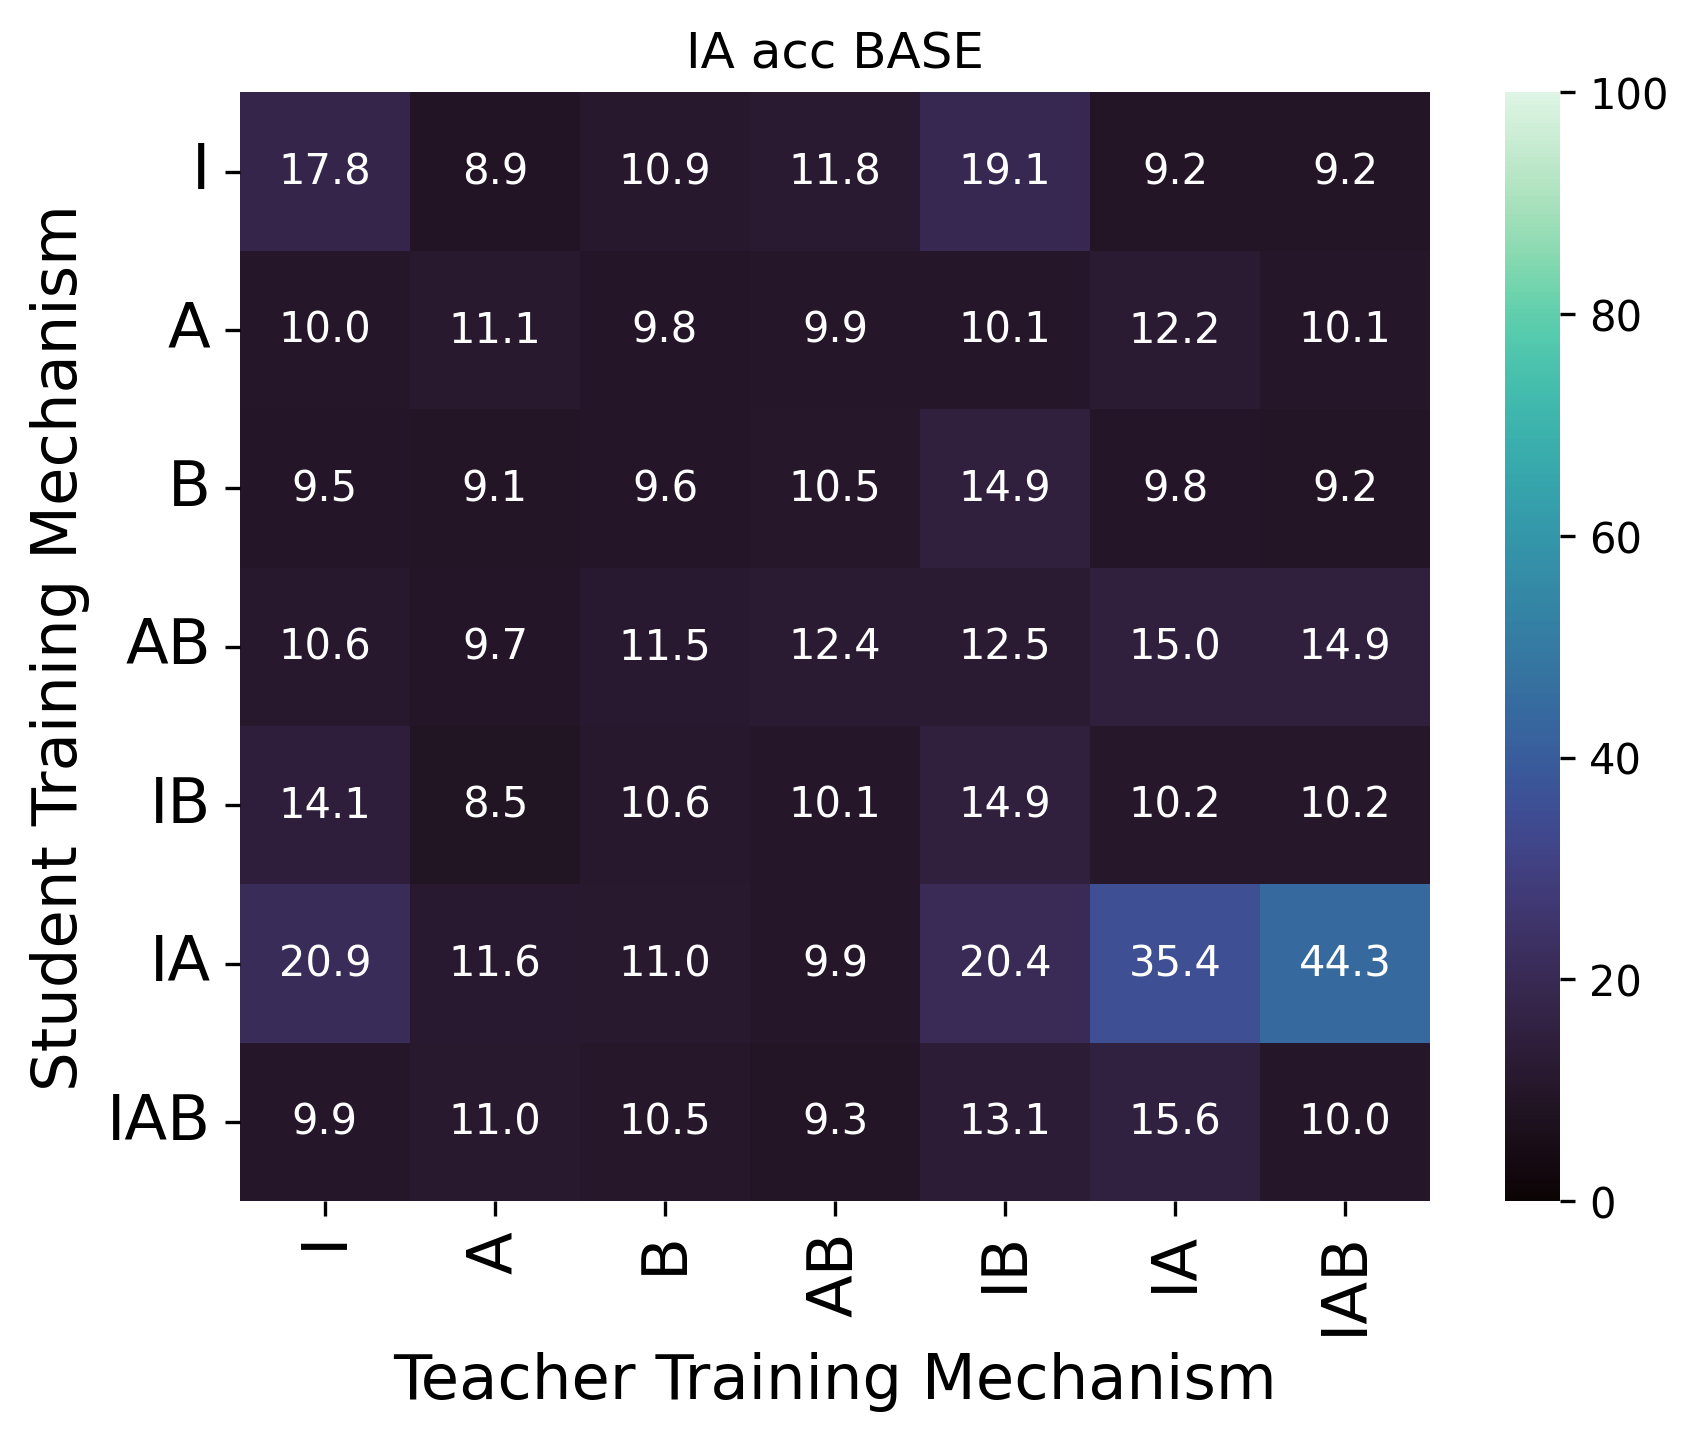 IA acc BASE
Student Training Mechanism
I 17.8 8.9 10.9 11.8 19.1 9.2 9.2
A 10.0 11.1 9.8 9.9 10.1 12.2 10.1
B 9.5 9.1 9.6 10.5 14.9 9.8 9.2
AB 10.6 9.7 11.5 12.4 12.5 15.0 14.9
IB 14.1 8.5 10.6 10.1 14.9 10.2 10.2
IA 20.9 11.6 11.0 9.9 20.4 35.4 44.3
IAB 9.9 11.0 10.5 9.3 13.1 15.6 10.0
I A B AB IB IA IAB
Teacher Training Mechanism
100
80
60
40
20
0